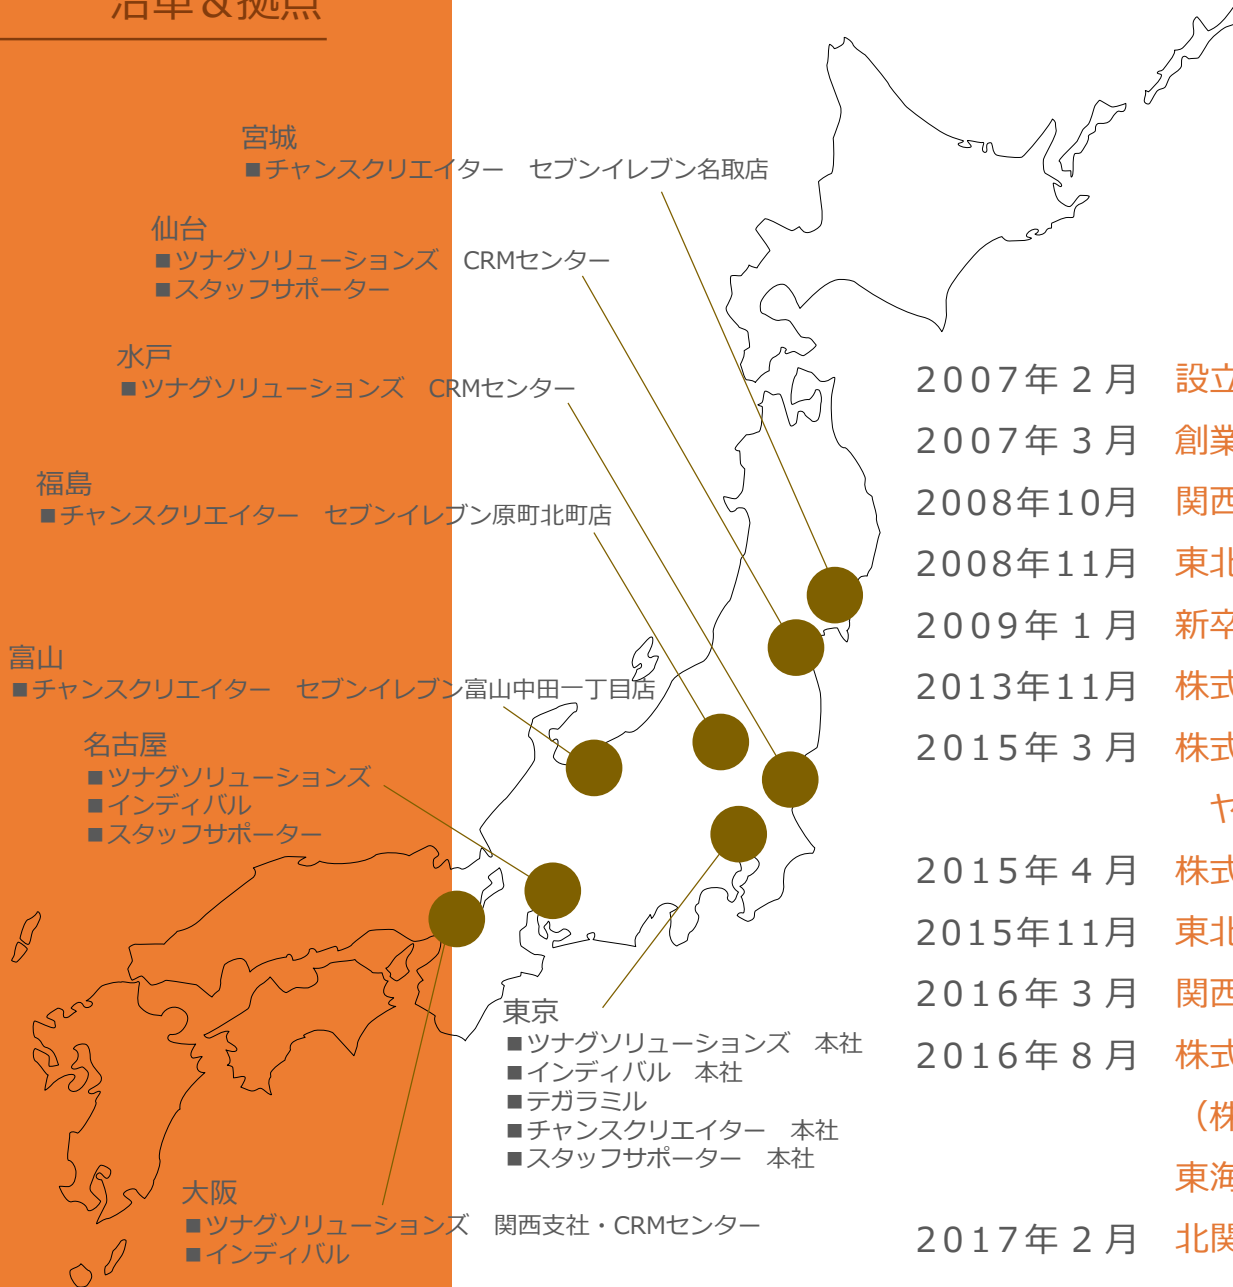 沿革&拠点
宮城
■チャンスクリエイター　セブンイレブン名取店
仙台
■ツナグソリューションズ　CRMセンター
■スタッフサポーター
水戸
■ツナグソリューションズ　CRMセンター
福島
■チャンスクリエイター　セブンイレブン原町北町店
富山
■チャンスクリエイター　セブンイレブン富山中田一丁目店
名古屋
■ツナグソリューションズ
■インディバル
■スタッフサポーター
東京
■ツナグソリューションズ　本社
■インディバル　本社
■テガラミル
■チャンスクリエイター　本社
■スタッフサポーター　本社
大阪
■ツナグソリューションズ　関西支社・CRMセンター
■インディバル
2007年２月　設立
2007年３月　創業
2008年10月　関西
2008年11月　東北
2009年１月　新卒
2013年11月　株式
2015年３月　株式
ヤ
2015年４月　株式
2015年11月　東北
2016年３月　関西
2016年８月　株式
（株
東海
2017年２月　北関